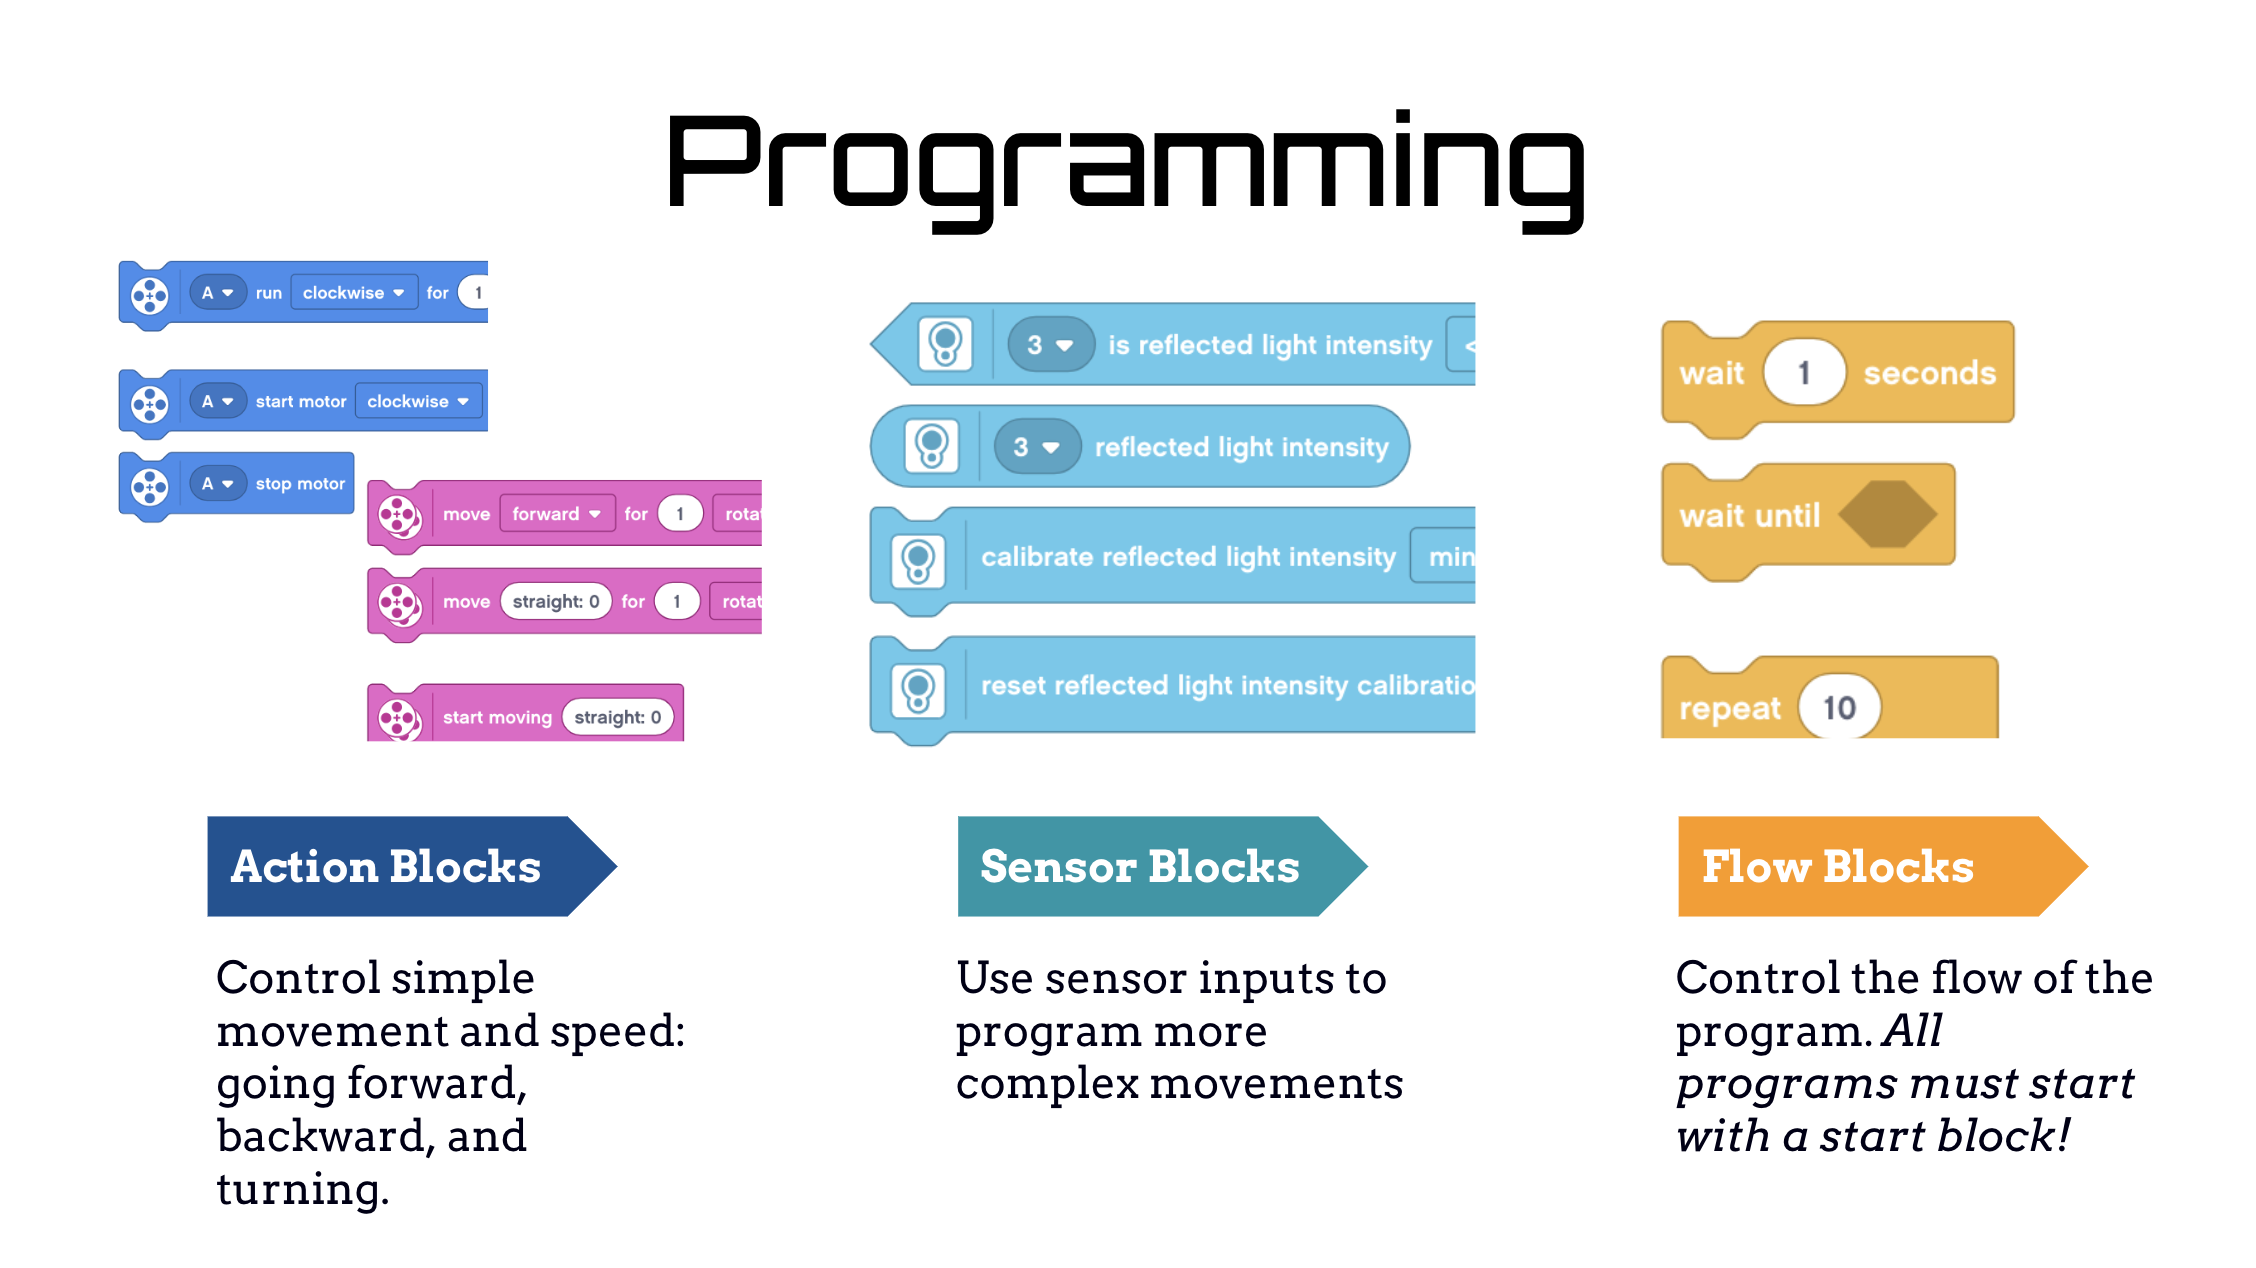 Programming
A run clockwise for 1
A start motor clockwise
A stop motor
move forward for 1 rotat
move straight: 0 for 1 rotat
start moving straight: 0
3 is reflected light intensity <
3 reflected light intensity
calibrate reflected light intensity min
reset reflected light intensity calibratio
wait 1 seconds
wait until
repeat 10
Action Blocks
Control simple
movement and speed:
going forward,
backward, and
turning.
Sensor Blocks
Use sensor inputs to
program more
complex movements
Flow Blocks
Control the flow of the
program. All
programs must start
with a start block!